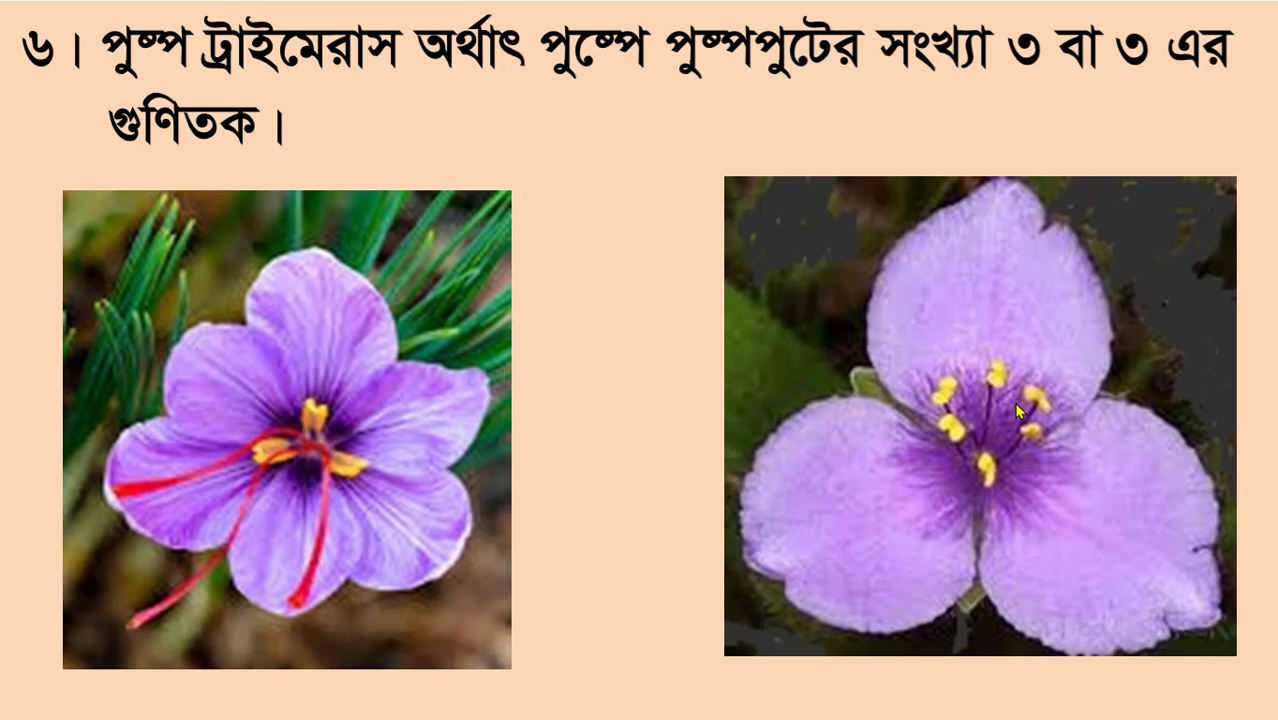 ৬। পুষ্প ট্রাইমেরাস অর্থাৎ পুষ্পে পুষ্পপুটের সংখ্যা ৩ বা ৩ এর
গুণিতক।